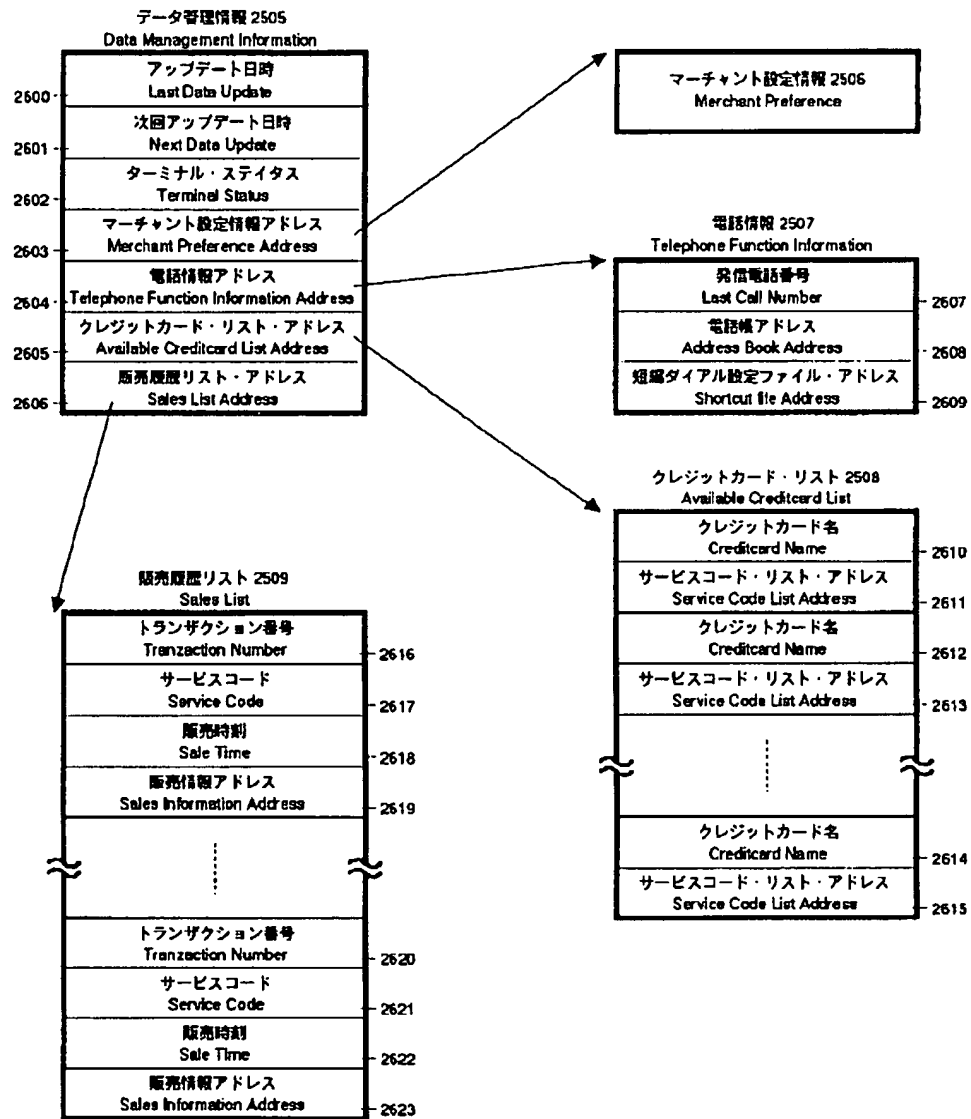 データ管理情報 2505
Data Management Information
アップデート日時
Last Data Update
2600
次回アップデート日時
Next Data Update
2601
ターミナル・ステイタス
Terminal Status
2602
マーチャント設定情報アドレス
Merchant Preference Address
2603
電話情報アドレス
Telephone Function Information Address
2604
クレジットカード・リスト・アドレス
Available Creditcard List Address
2605
販売履歴リスト・アドレス
Sales List Address
2606
マーチャント設定情報 2506
Merchant Preference
電話情報 2507
Telephone Function Information
発信電話番号
Last Call Number
2607
電話帳アドレス
Address Book Address
2608
短縮ダイアル設定ファイル・アドレス
Shortcut file Address
2609
クレジットカード・リスト 2508
Available Creditcard List
クレジットカード名
Creditcard Name
2610
サービスコード・リスト・アドレス
Service Code List Address
2611
クレジットカード名
Creditcard Name
2612
サービスコード・リスト・アドレス
Service Code List Address
2613
クレジットカード名
Creditcard Name
2614
サービスコード・リスト・アドレス
Service Code List Address
2615
販売履歴リスト 2509
Sales List
トランザクション番号
Tranzaction Number
2616
サービスコード
Service Code
2617
販売時刻
Sale Time
2618
販売情報アドレス
Sales Information Address
2619
トランザクション番号
Tranzaction Number
2620
サービスコード
Service Code
2621
販売時刻
Sale Time
2622
販売情報アドレス
Sales Information Address
2623